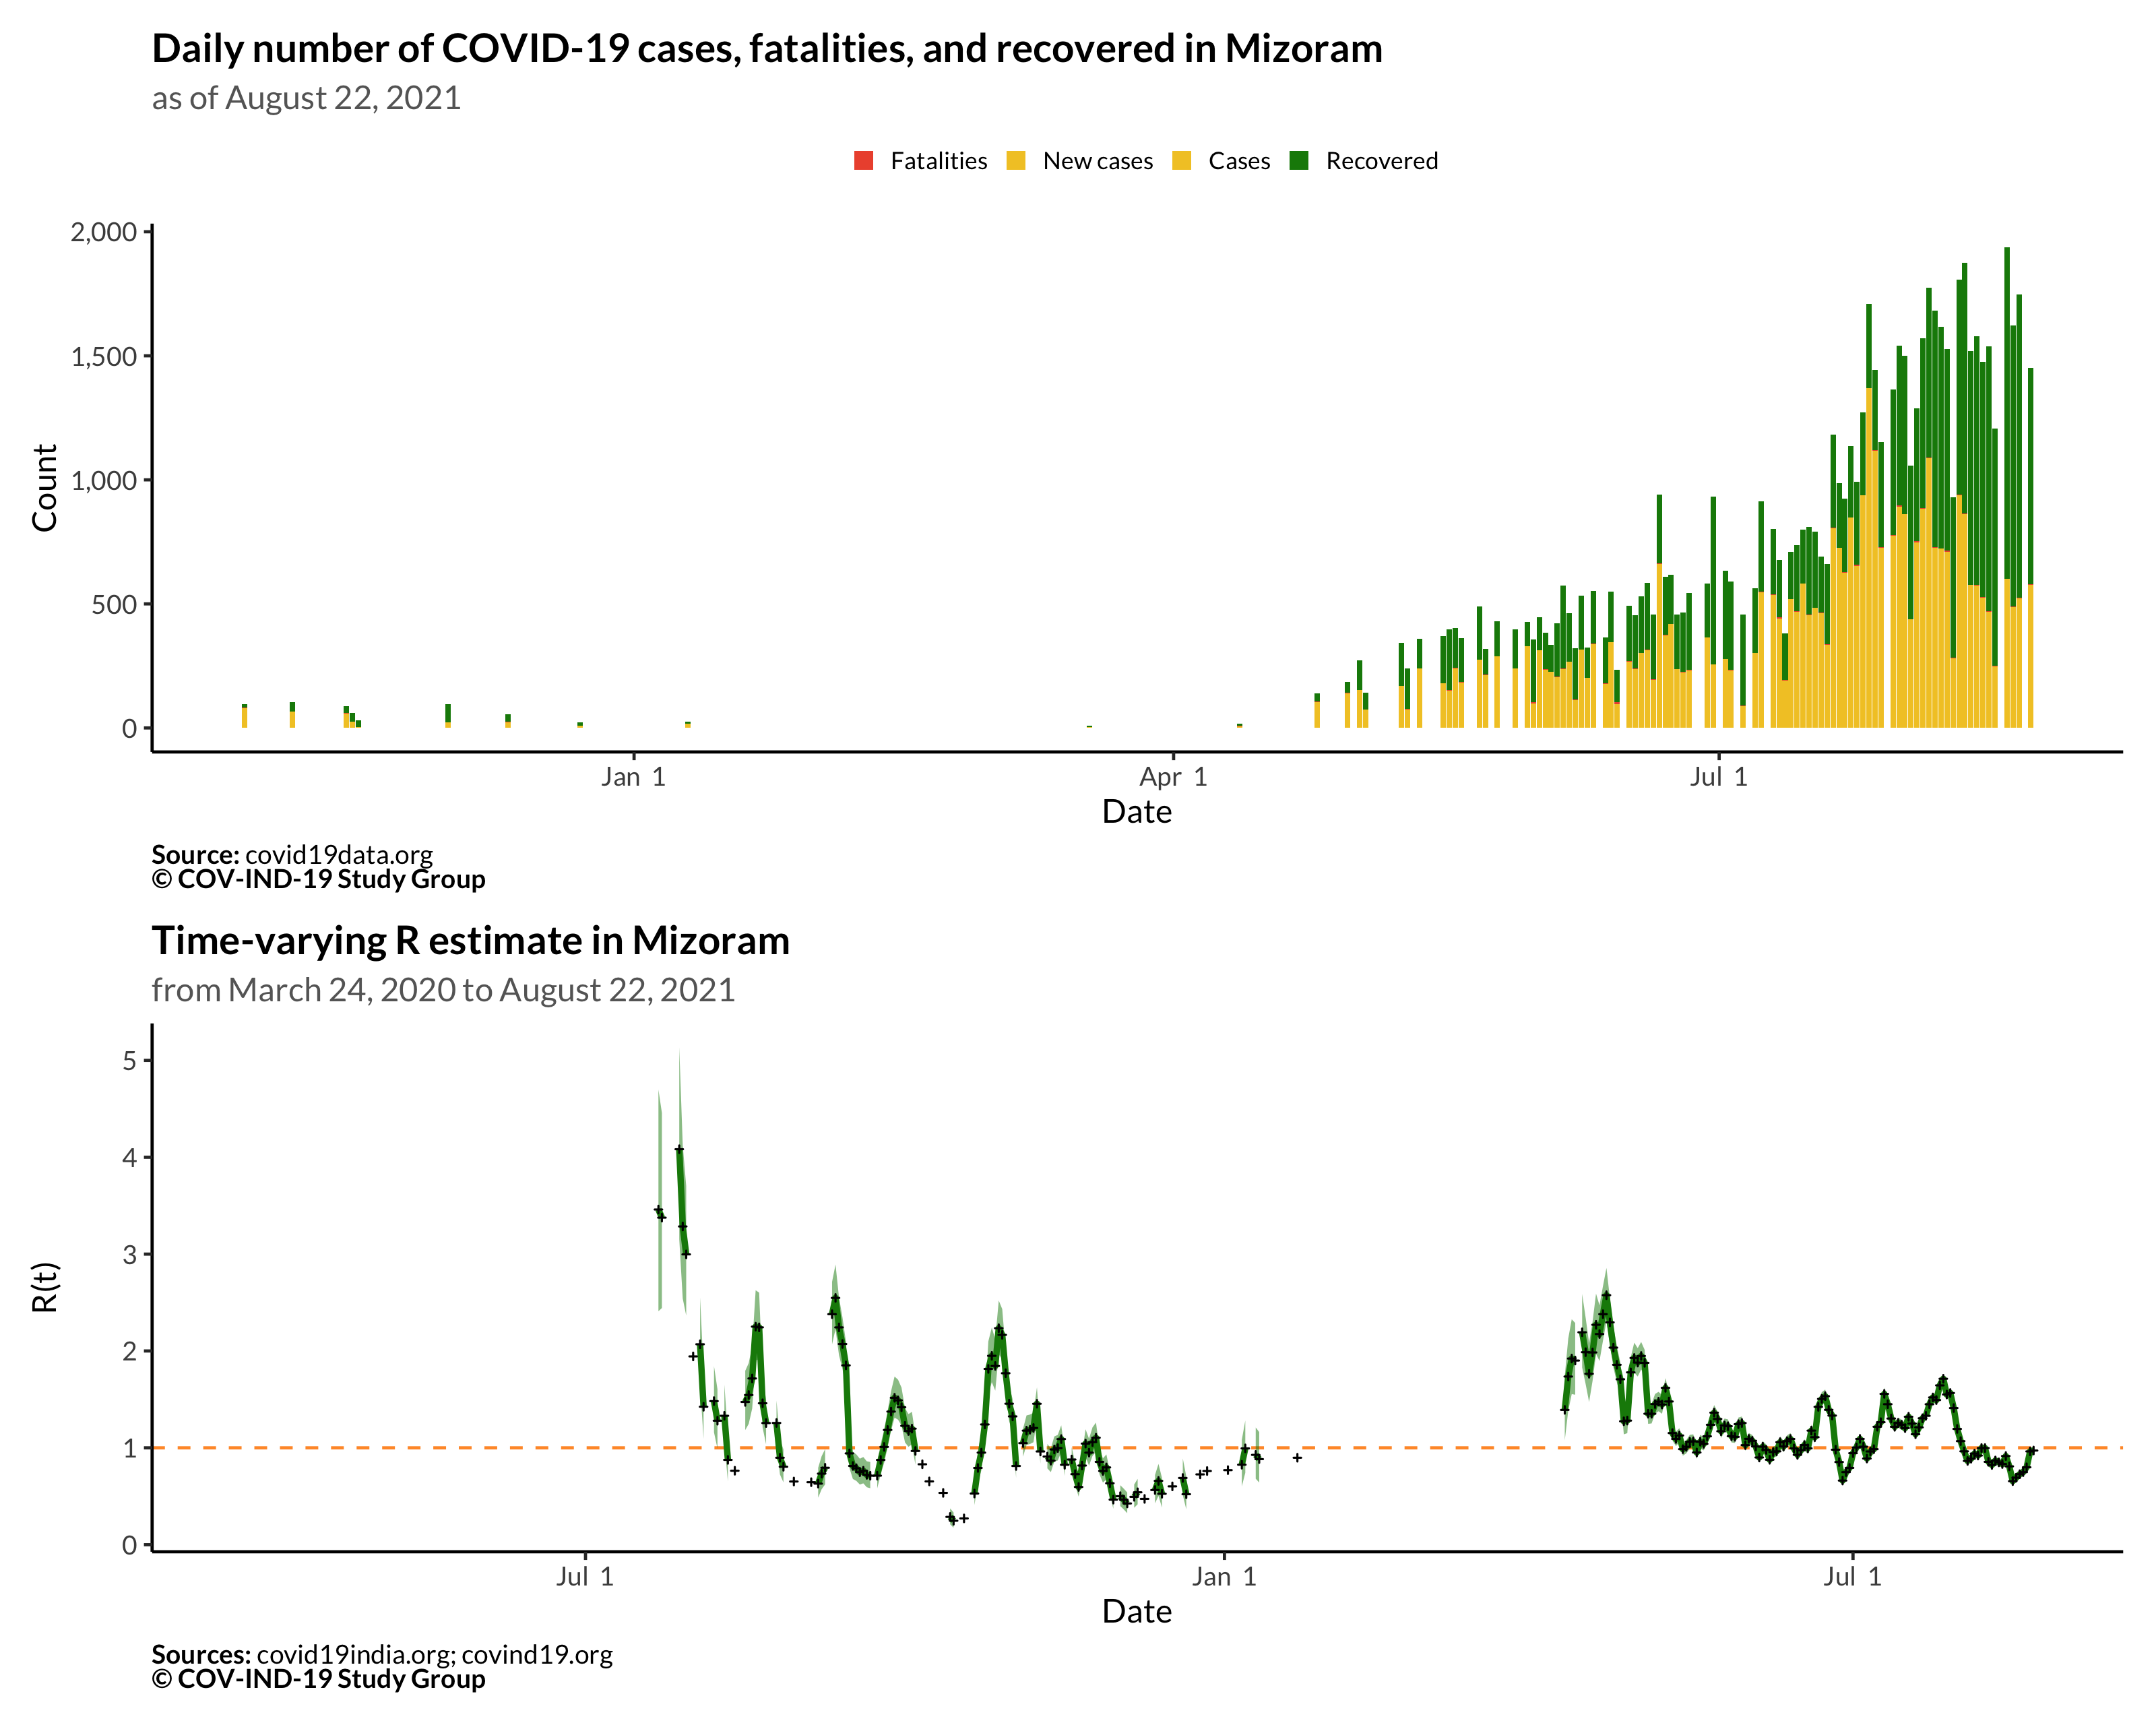 Daily number of COVID-19 cases, fatalities, and recovered in Mizoram
as of August 22, 2021
Fatalities New cases Cases Recovered
2,000
1,500
1,000
500
0
Count
Jan 1 Apr 1 Jul 1
Date
Source: covid19data.org
© COV-IND-19 Study Group
Time-varying R estimate in Mizoram
from March 24, 2020 to August 22, 2021
5
4
3
2
1
0
R(t)
Jul 1 Jan 1 Jul 1
Date
Sources: covid19india.org; covind19.org
© COV-IND-19 Study Group